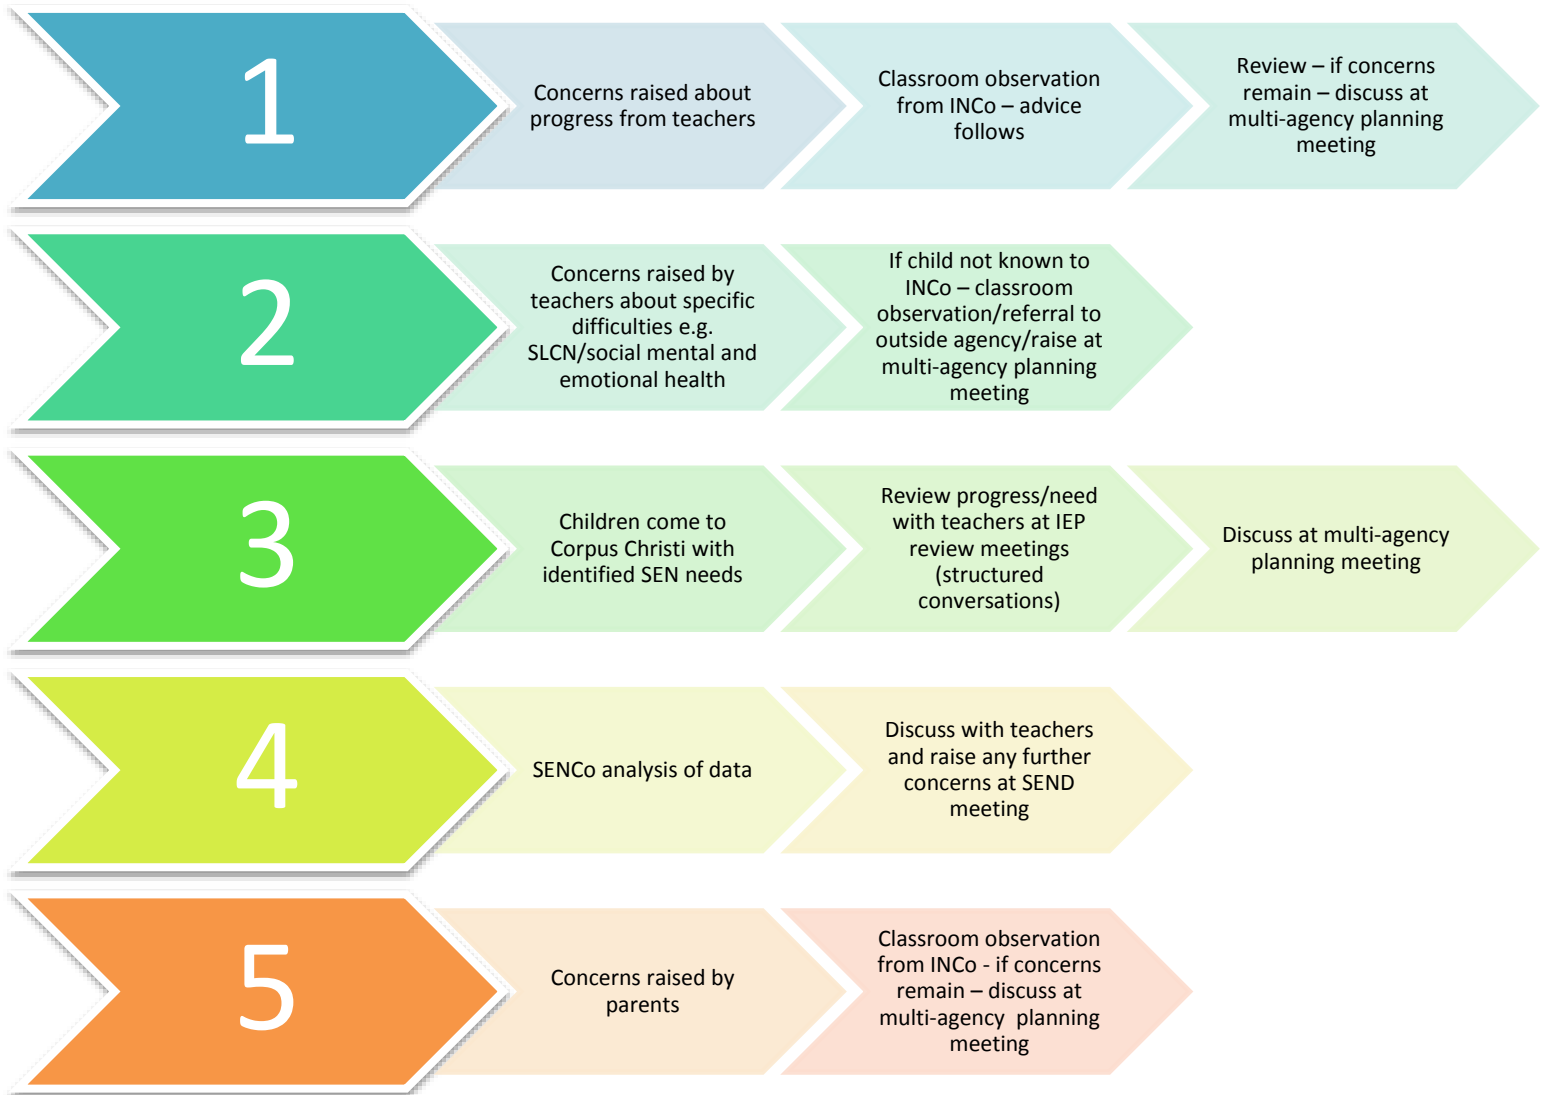 1
Concerns raised about
progress from teachers
Classroom observation
from INCo – advice
follows
Review – if concerns
remain – discuss at
multi-agency planning
meeting
2
Concerns raised by
teachers about specific
difficulties e.g.
SLCN/social mental and
emotional health
If child not known to
INCo – classroom
observation/referral to
outside agency/raise at
multi-agency planning
meeting
3
Children come to
Corpus Christi with
identified SEN needs
Review progress/need
with teachers at IEP
review meetings
(structured
conversations)
Discuss at multi-agency
planning meeting
4
SENCo analysis of data
Discuss with teachers
and raise any further
concerns at SEND
meeting
5
Concerns raised by
parents
Classroom observation
from INCo - if concerns
remain – discuss at
multi-agency  planning
meeting